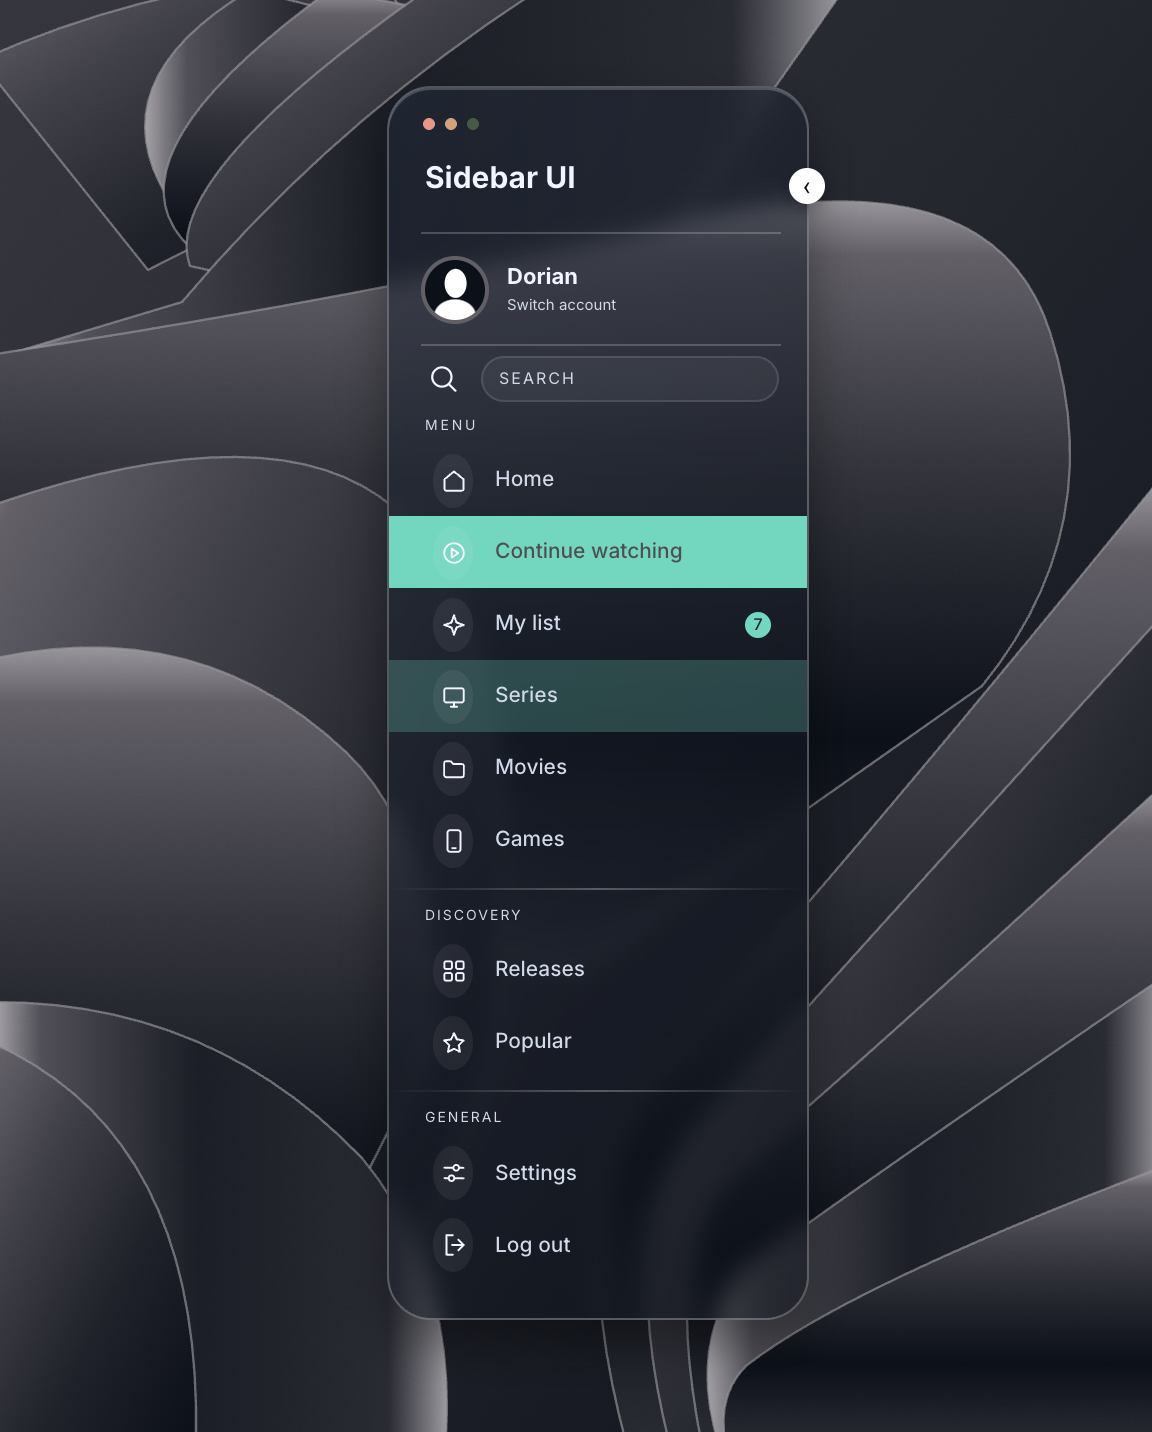 Sidebar UI
Dorian
Switch account
SEARCH
MENU
Home
Continue watching
My list 7
Series
Movies
Games
DISCOVERY
Releases
Popular
GENERAL
Settings
Log out